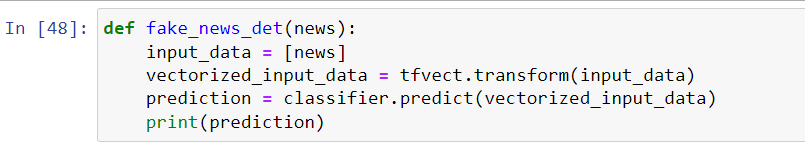 In [48]: def fake_news_det(news):
    input_data = [news]
    vectorized_input_data = tfvect.transform(input_data)
    prediction = classifier.predict(vectorized_input_data)
    print(prediction)